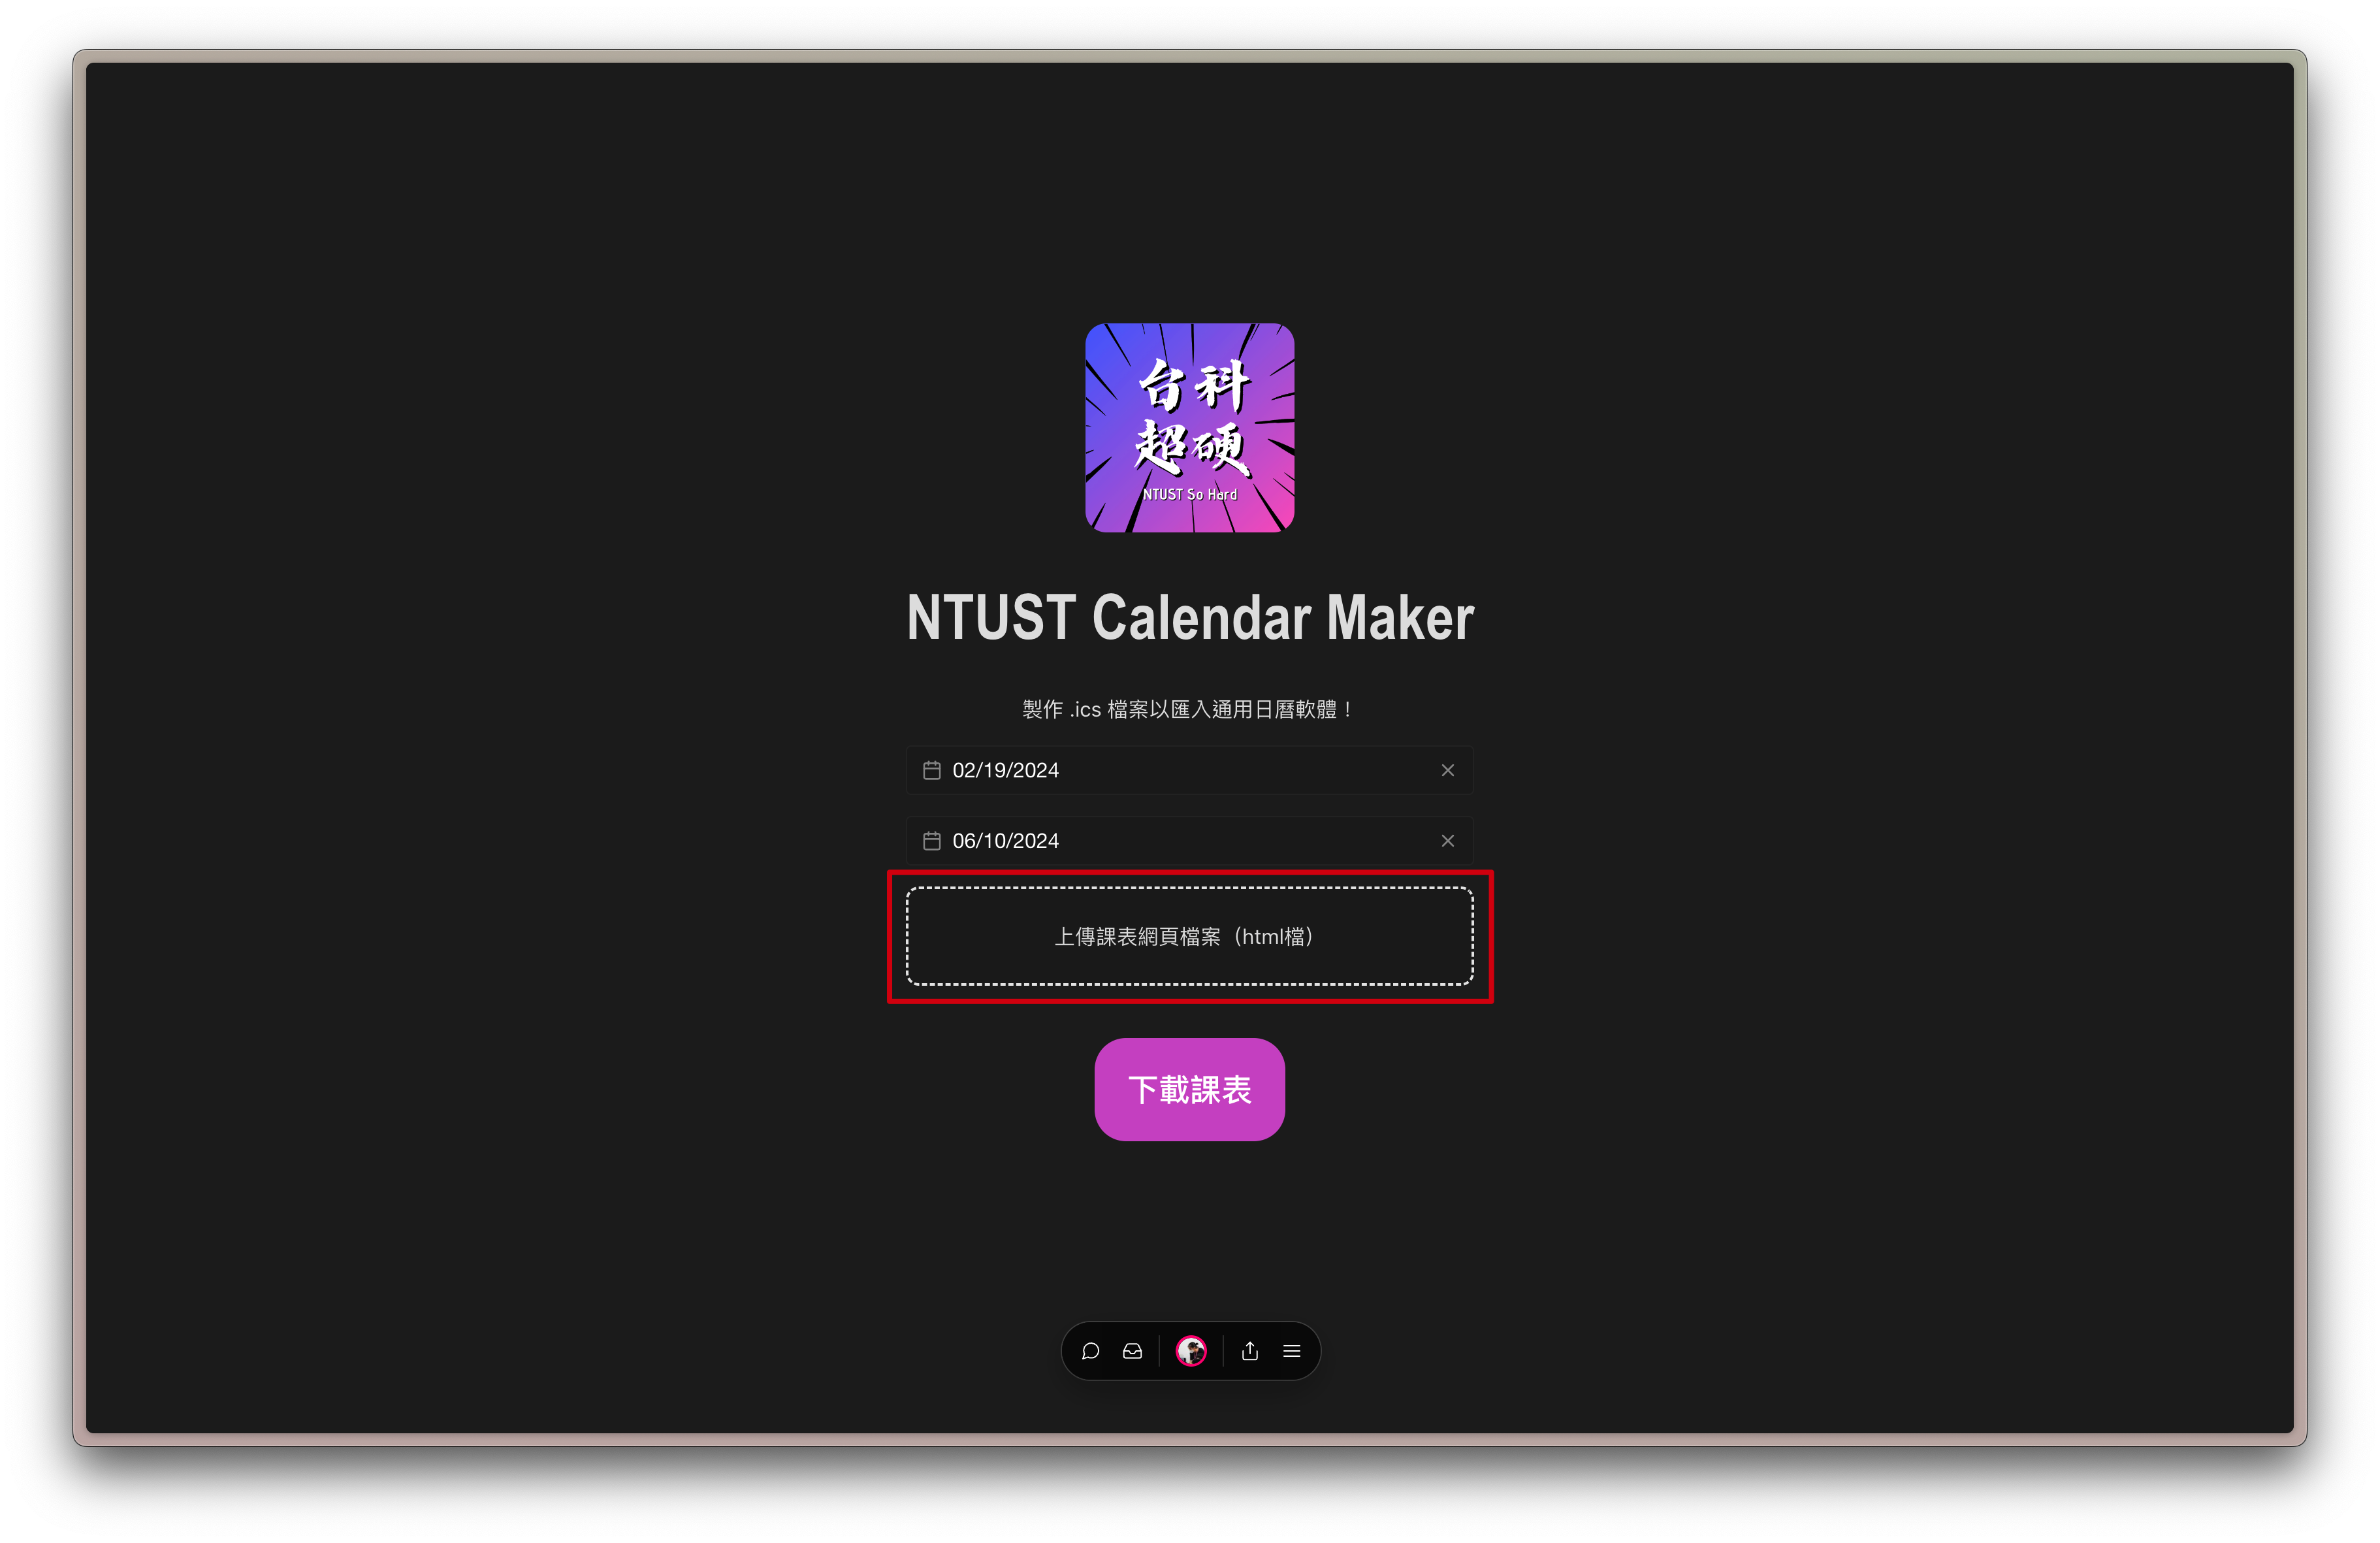 台科
超硬
NTUST So Hard
NTUST Calendar Maker
製作 .ics 檔案以匯入通用日曆軟體！
02/19/2024
06/10/2024
上傳課表網頁檔案（html檔）
下載課表